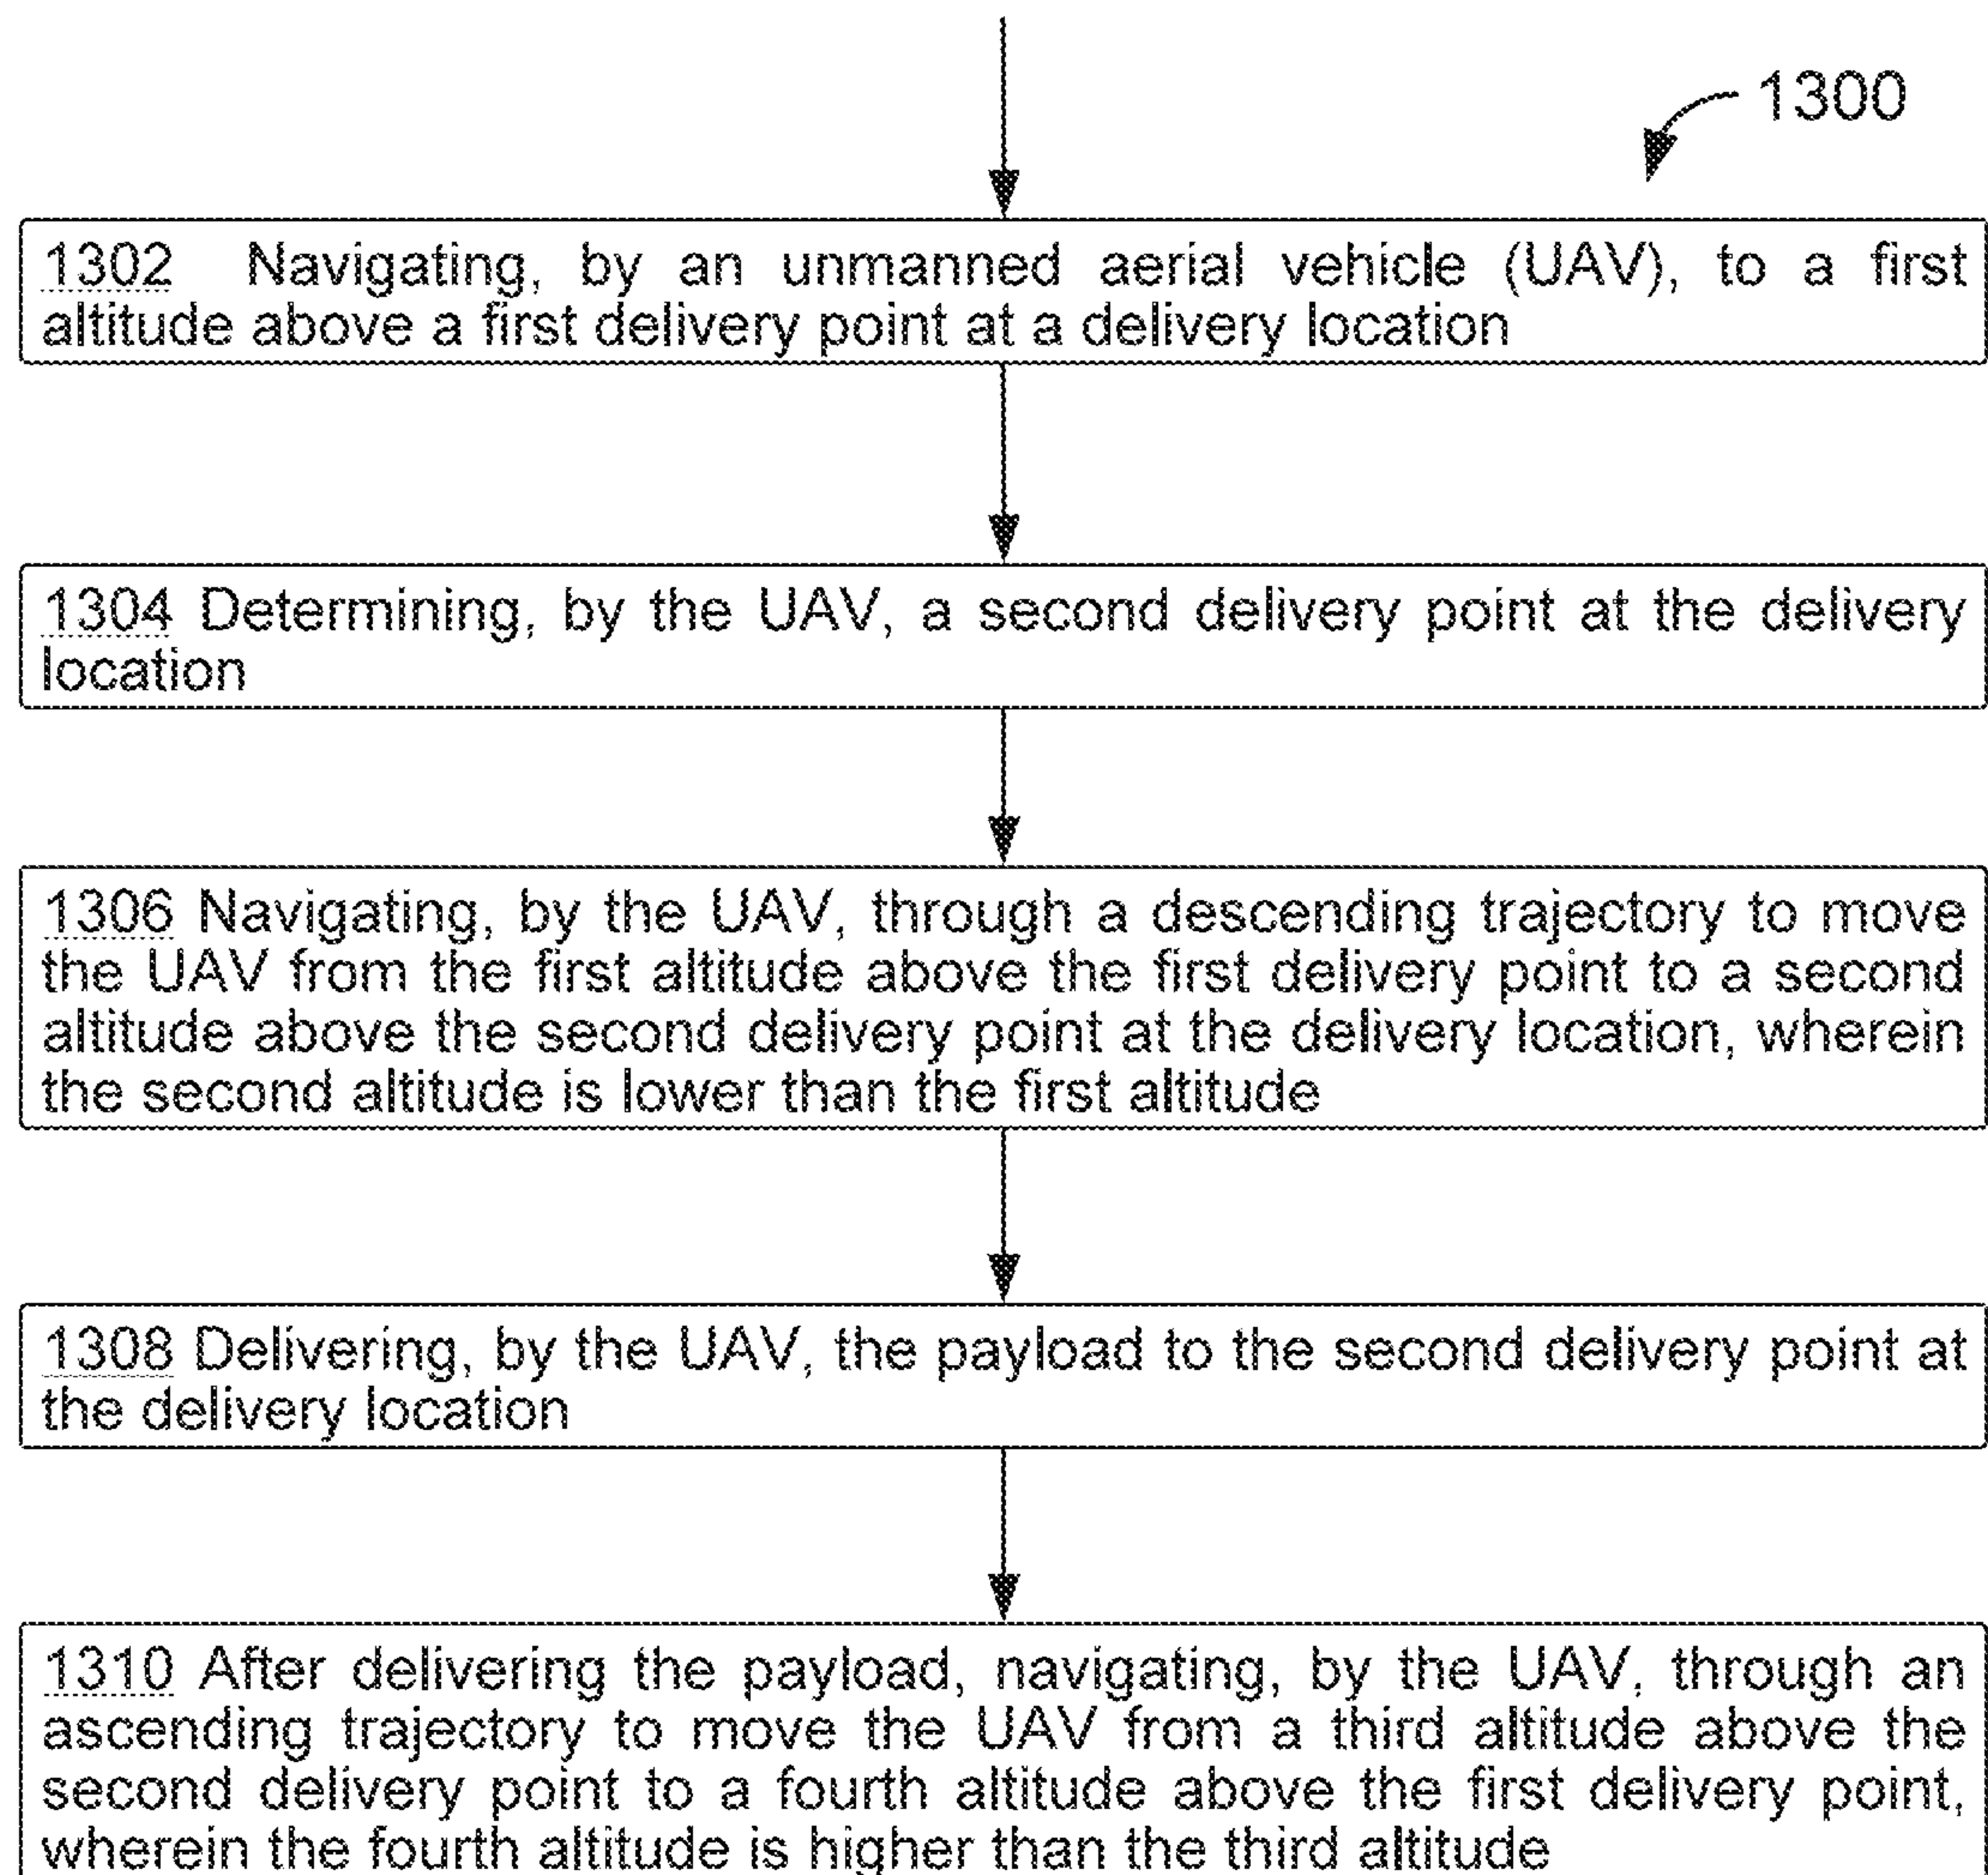 1300
1302 Navigating, by an unmanned aerial vehicle (UAV), to a first
altitude above a first delivery point at a delivery location
1304 Determining, by the UAV, a second delivery point at the delivery
location
1306 Navigating, by the UAV, through a descending trajectory to move
the UAV from the first altitude above the first delivery point to a second
altitude above the second delivery point at the delivery location, wherein
the second altitude is lower than the first altitude
1308 Delivering, by the UAV, the payload to the second delivery point at
the delivery location
1310 After delivering the payload, navigating, by the UAV, through an
ascending trajectory to move the UAV from a third altitude above the
second delivery point to a fourth altitude above the first delivery point,
wherein the fourth altitude is higher than the third altitude